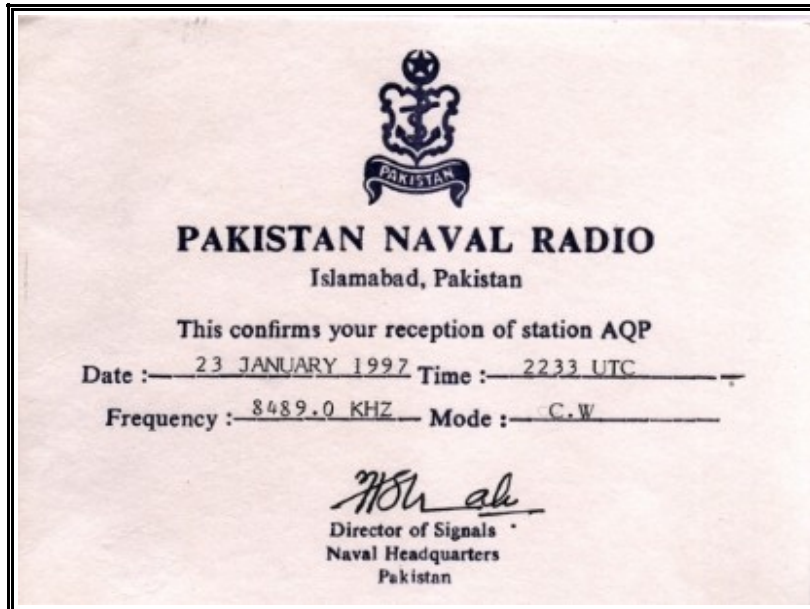 PAKISTAN
PAKISTAN NAVAL RADIO
Islamabad, Pakistan
This confirms your reception of station AQP
Date : 23 JANUARY 1997 Time : 2233 UTC
Frequency : 8489.0 KHZ Mode : C.W
Director of Signals
Naval Headquarters
Pakistan